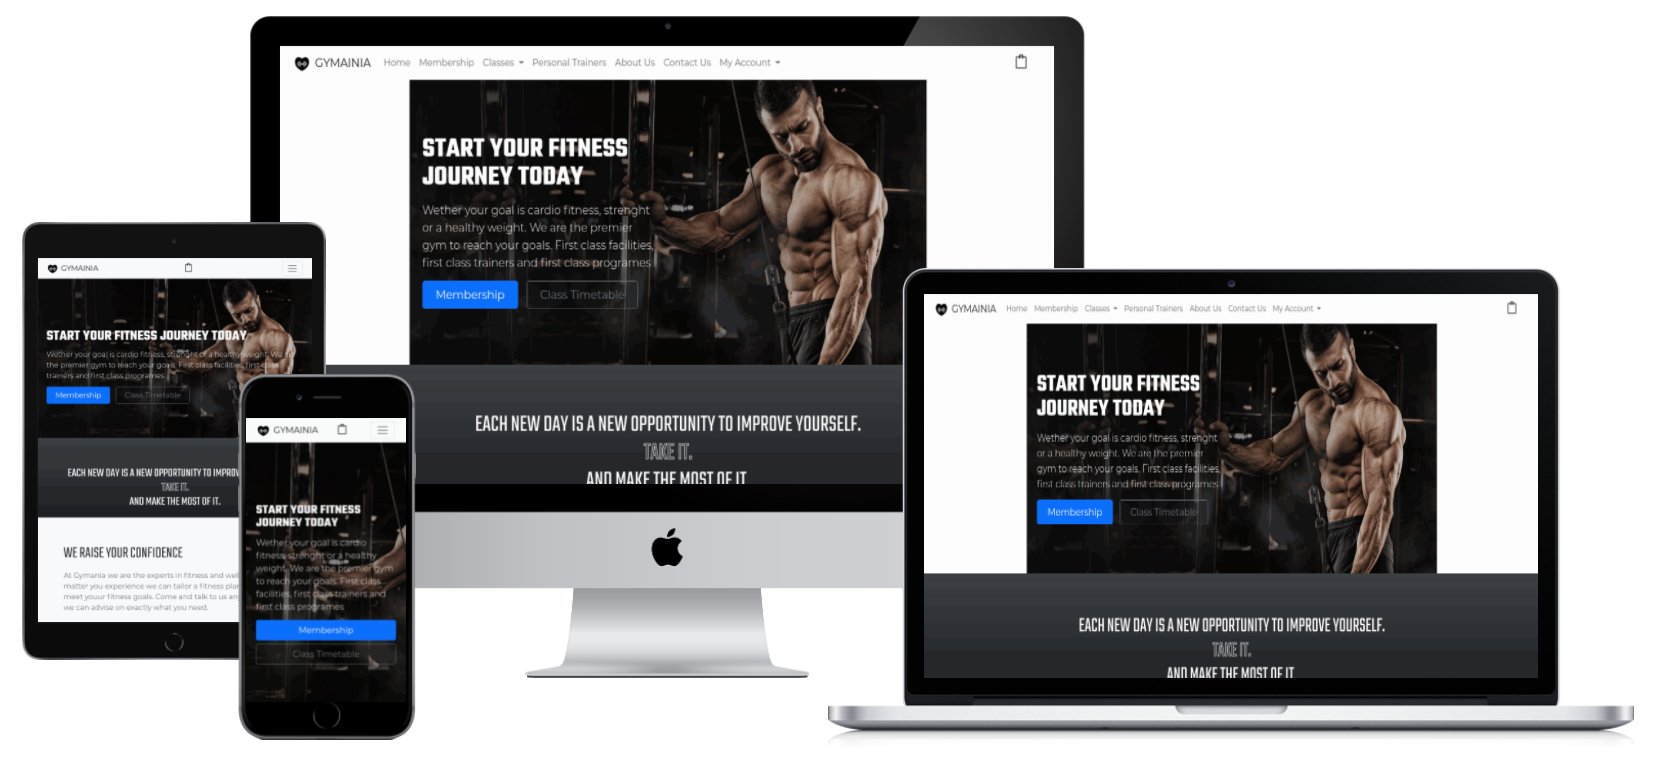 GYMAINIA Home Membership Classes Personal Trainers About Us Contact Us My Account
START YOUR FITNESS
JOURNEY TODAY
Wether your goal is cardio fitness, strenght
or a healthy weight. We are the premier
gym to reach your goals. First class facilities,
first class trainers and first class programes
Membership Class Timetable
EACH NEW DAY IS A NEW OPPORTUNITY TO IMPROVE YOURSELF.
TAKE IT.
AND MAKE THE MOST OF IT
GYMAINIA
START YOUR FITNESS JOURNEY TODAY
Wether your goal is cardio fitness, strenght or a healthy weight. We are
the premier gym to reach your goals. First class facilities, first class
trainers and first class programes
Membership Class Timetable
EACH NEW DAY IS A NEW OPPORTUNITY TO IMPROV
TAKE IT.
AND MAKE THE MOST OF IT.
WE RAISE YOUR CONFIDENCE
At Gymania we are the experts in fitness and wel
matter you experience we can tailor a fitness plan
meet youur fitness goals. Come and talk to us an
we can advise on exactly what you need.
GYMAINIA
START YOUR FITNESS
JOURNEY TODAY
Wether your goal is cardio
fitness, strenght or a healthy
weight. We are the premier gym
to reach your goals. First class
facilities, first class trainers and
first class programes
Membership
Class Timetable
GYMAINIA Home Membership Classes Personal Trainers About Us Contact Us My Account
START YOUR FITNESS
JOURNEY TODAY
Wether your goal is cardio fitness, strenght
or a healthy weight. We are the premier
gym to reach your goals. First class facilities,
first class trainers and first class programes
Membership Class Timetable
EACH NEW DAY IS A NEW OPPORTUNITY TO IMPROVE YOURSELF.
TAKE IT.
AND MAKE THE MOST OF IT